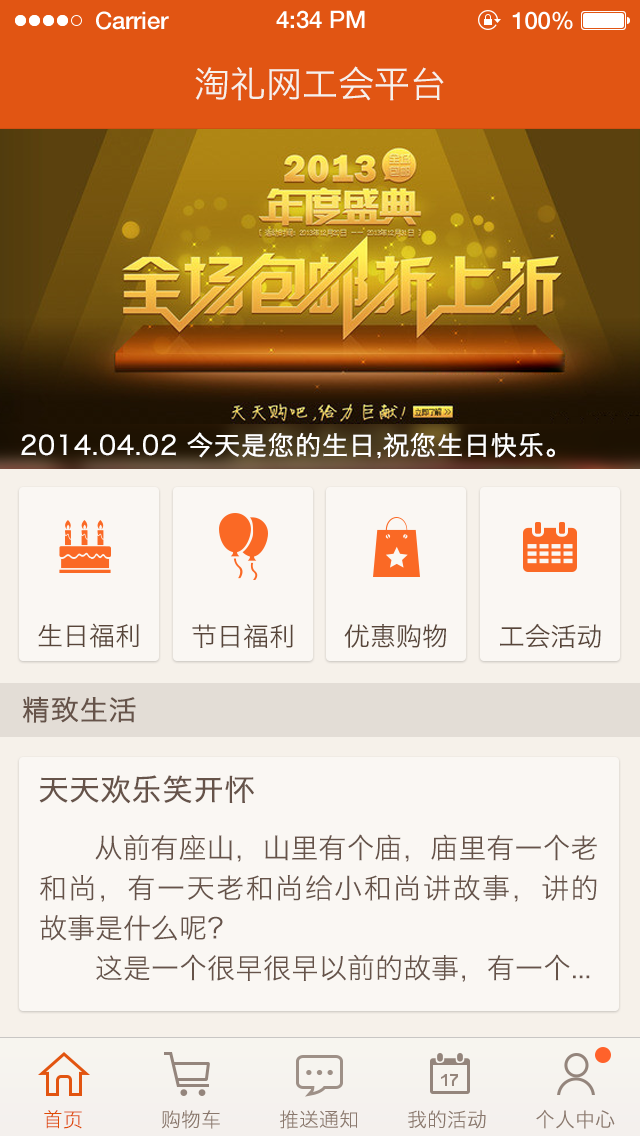 Carrier 4:34 PM 100%
淘礼网工会平台
2013 全场包邮
年度盛典
全场包邮折上折
天天购吧,给力巨献! 立即了解 >>
2014.04.02 今天是您的生日,祝您生日快乐。
生日福利 节日福利 优惠购物 工会活动
精致生活
天天欢乐笑开怀
从前有座山，山里有个庙，庙里有一个老
和尚，有一天老和尚给小和尚讲故事，讲的
故事是什么呢？
这是一个很早很早以前的故事，有一个...
17
首页 购物车 推送通知 我的活动 个人中心